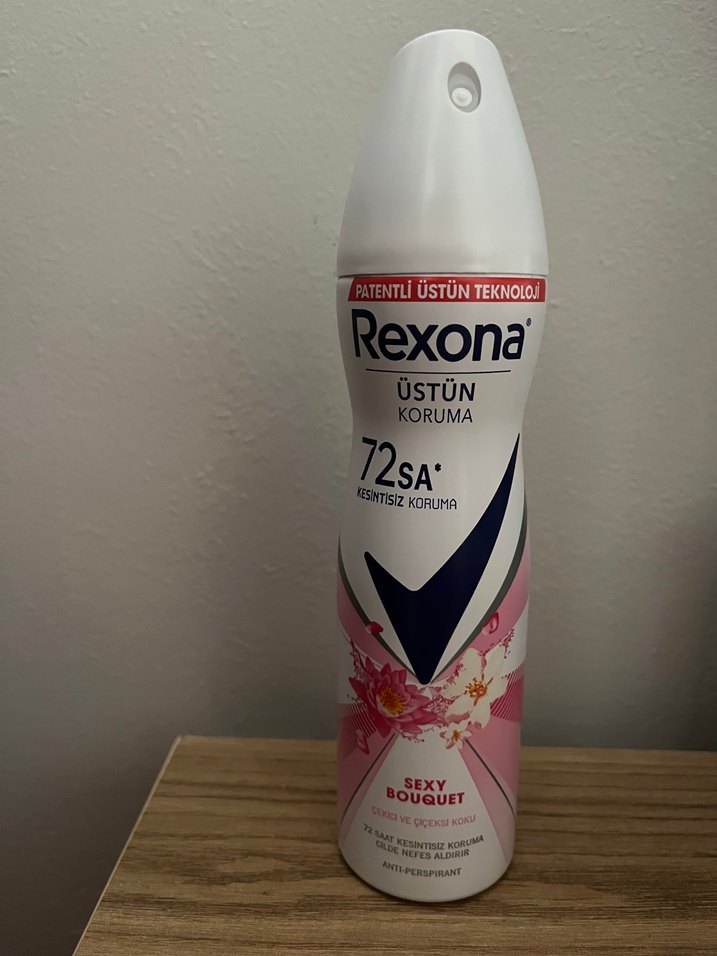 PATENTLİ ÜSTÜN TEKNOLOJİ
Rexona®
ÜSTÜN
KORUMA
72SA*
KESİNTİSİZ KORUMA
SEXY
BOUQUET
ÇEKİCİ VE ÇİÇEKSİ KOKU
72 SAAT KESİNTİSİZ KORUMA
CİLDE NEFES ALDIRIR
ANTI-PERSPIRANT